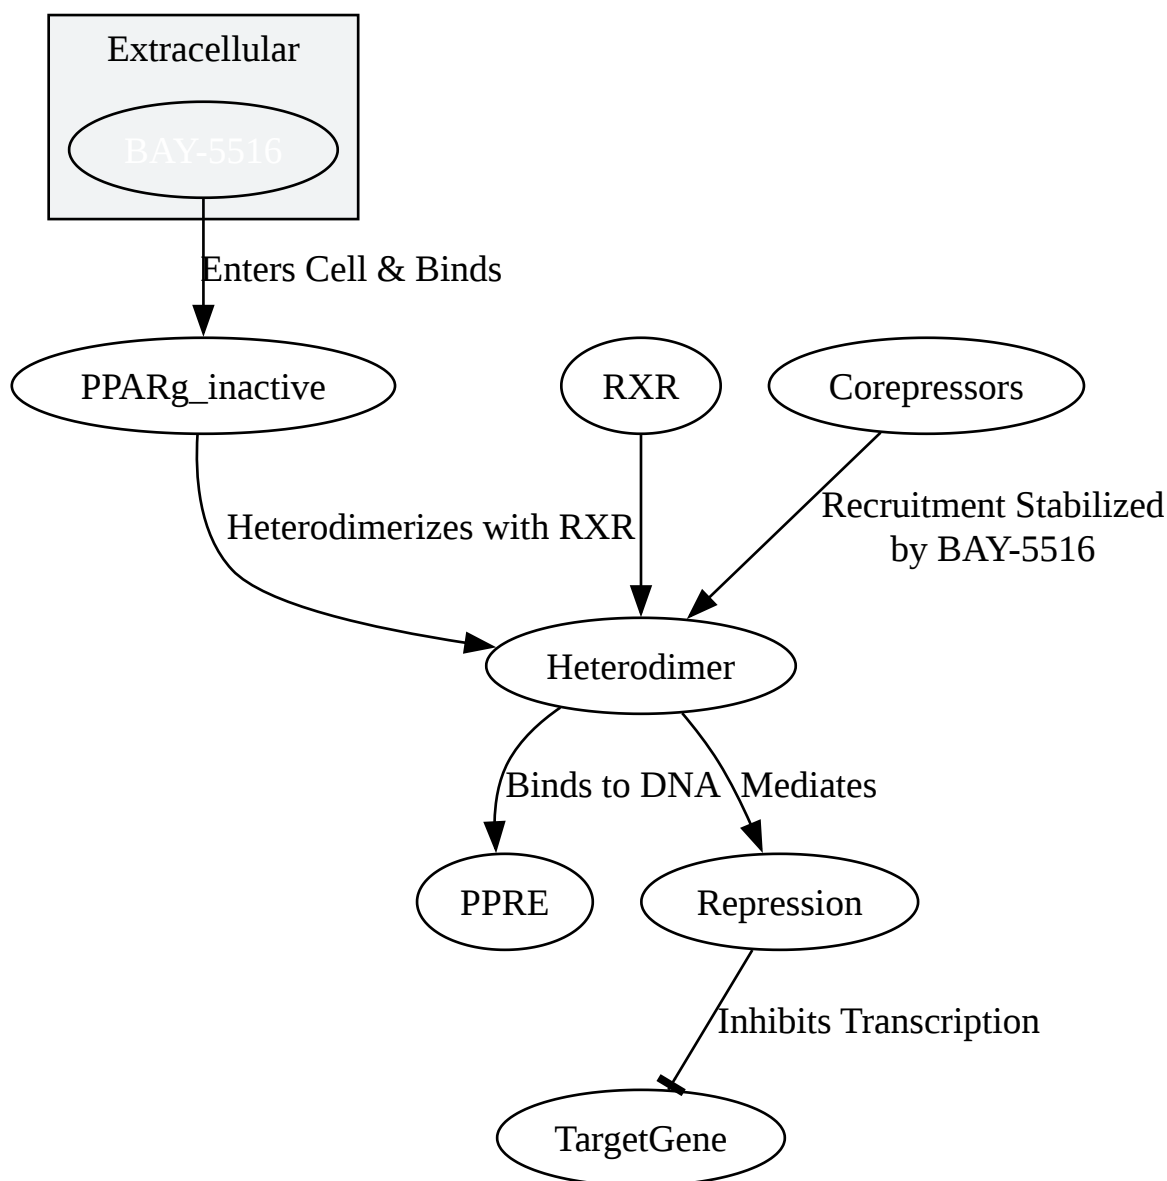 Extracellular
BAY-5516
Enters Cell & Binds
PPARg_inactive
RXR
Corepressors
Heterodimerizes with RXR
Recruitment Stabilized
by BAY-5516
Heterodimer
Binds to DNA
Mediates
PPRE
Repression
Inhibits Transcription
TargetGene